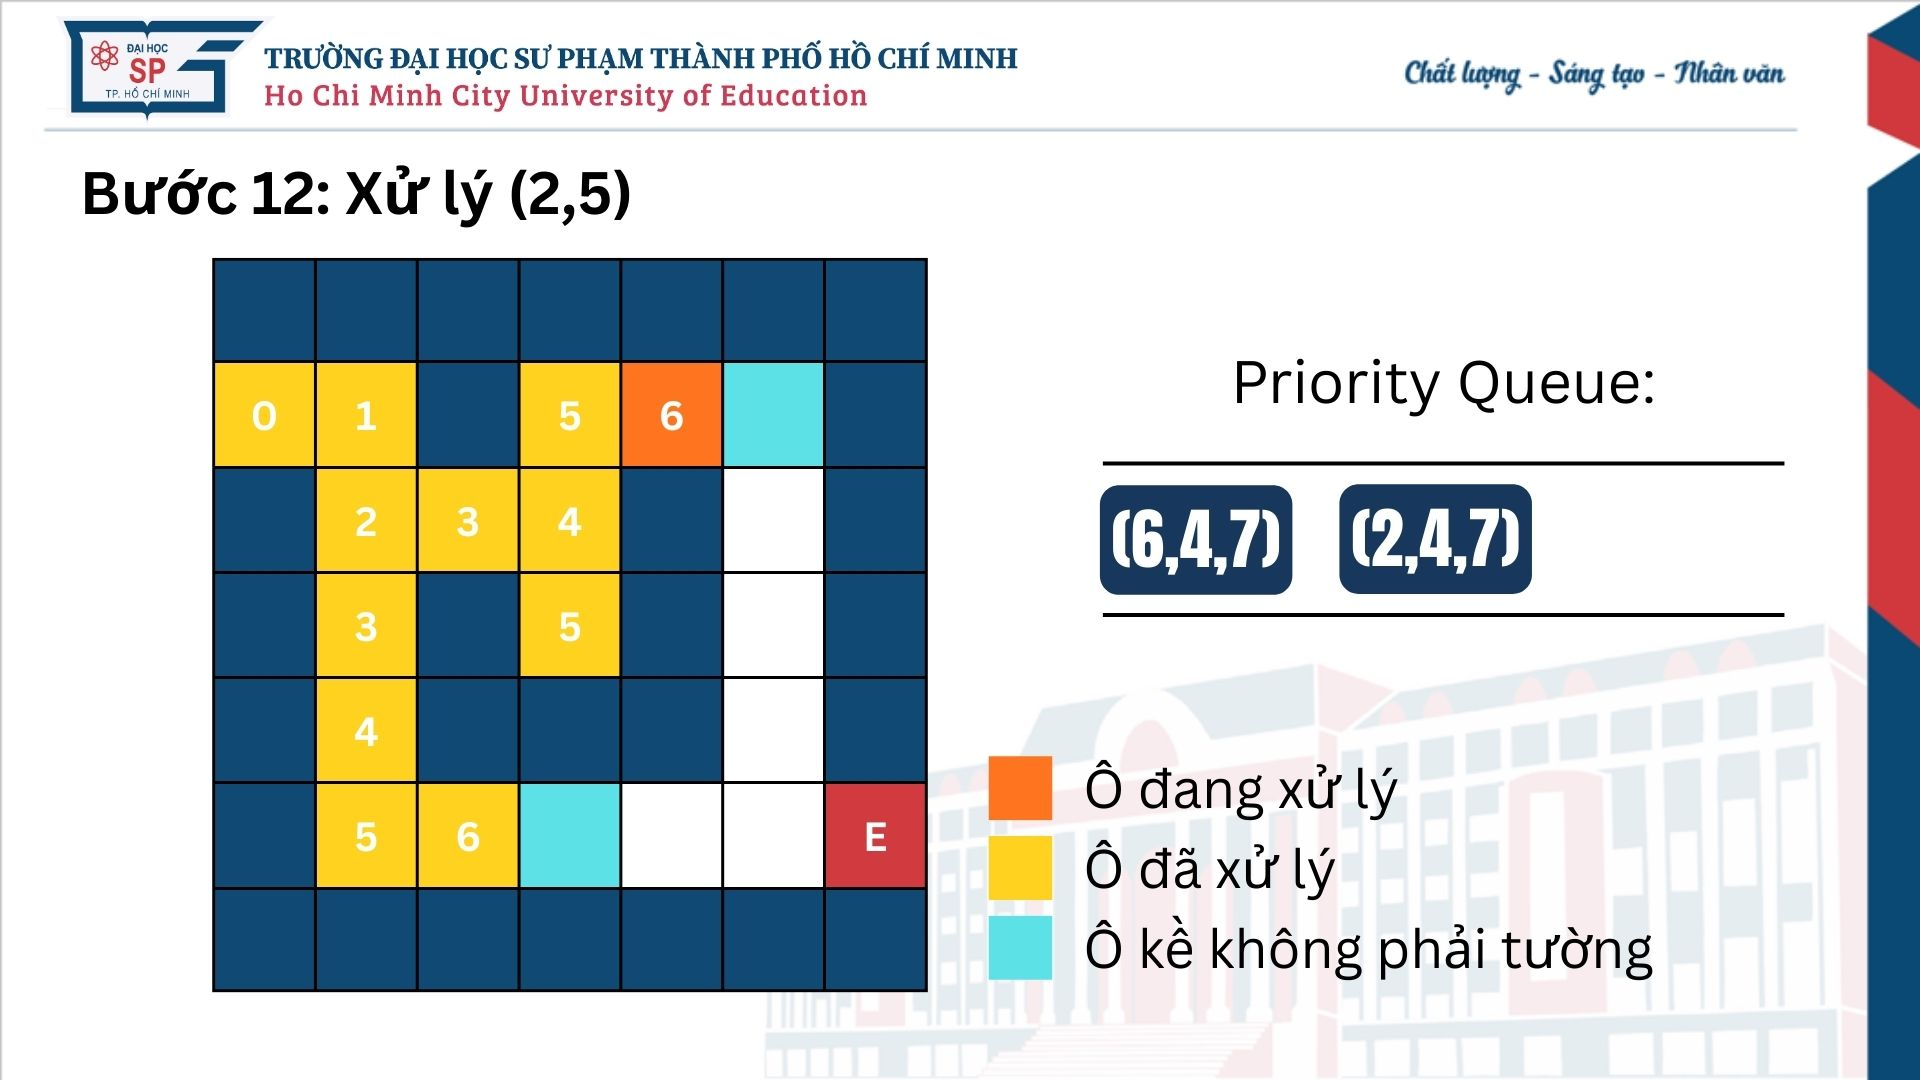 ĐẠI HỌC
SP
TP. HỒ CHÍ MINH
TRƯỜNG ĐẠI HỌC SƯ PHẠM THÀNH PHỐ HỒ CHÍ MINH
Ho Chi Minh City University of Education
Chất lượng - Sáng tạo - Nhân văn
Bước 12: Xử lý (2,5)
0 1 5 6
2 3 4
3 5
4
5 6 E
Priority Queue:
(6,4,7) (2,4,7)
Ô đang xử lý
Ô đã xử lý
Ô kề không phải tường